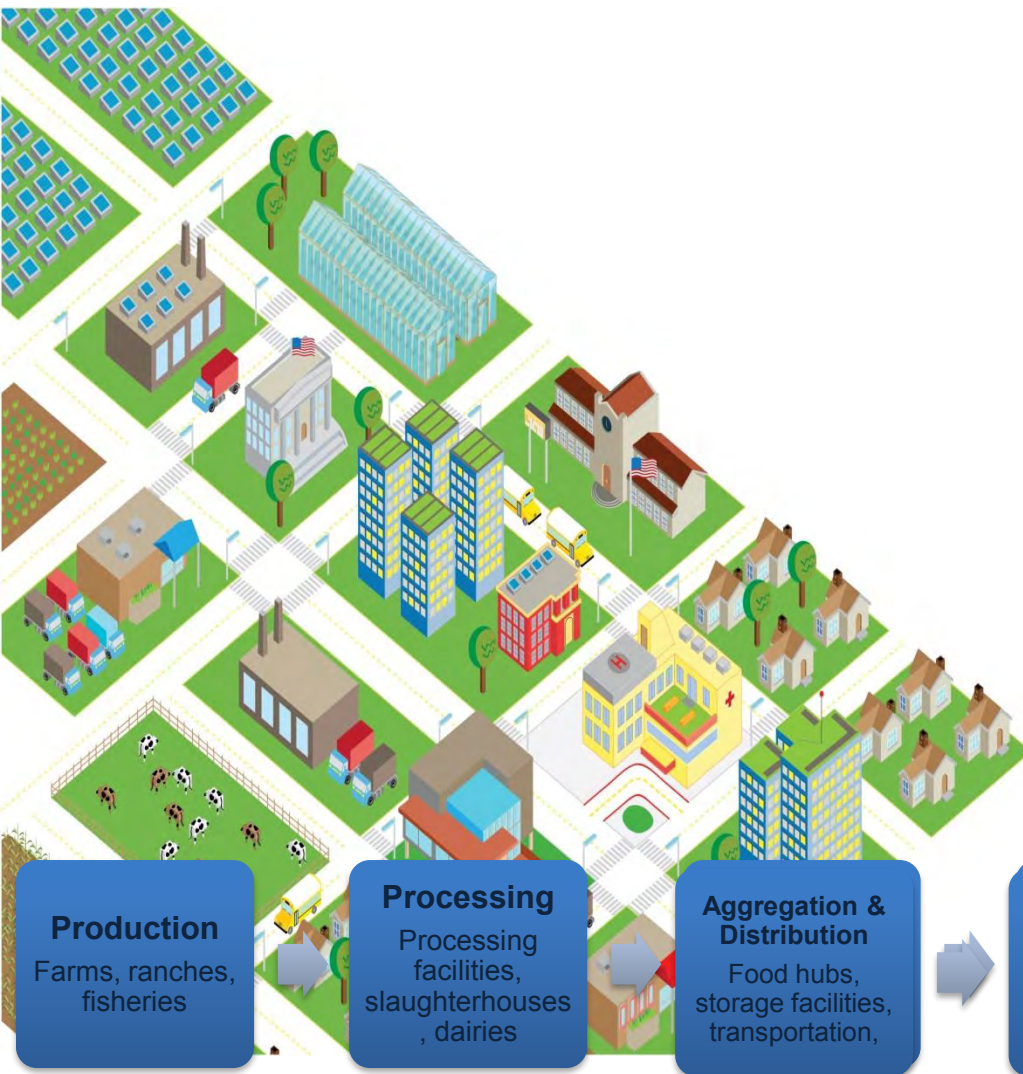 Production
Farms, ranches,
fisheries
Processing
Processing
facilities,
slaughterhouses
, dairies
Aggregation &
Distribution
Food hubs,
storage facilities,
transportation,
H